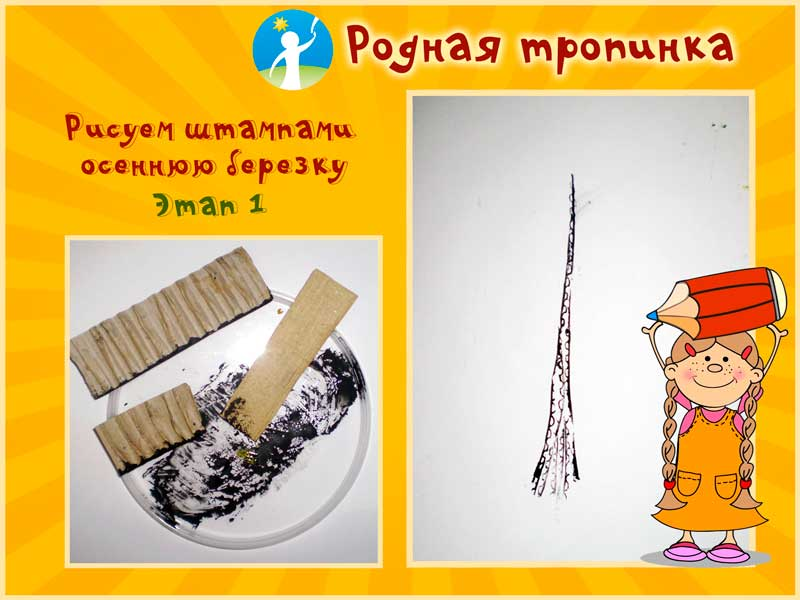 Родная тропинка
Рисуем штампами
осеннюю березку
Этап 1